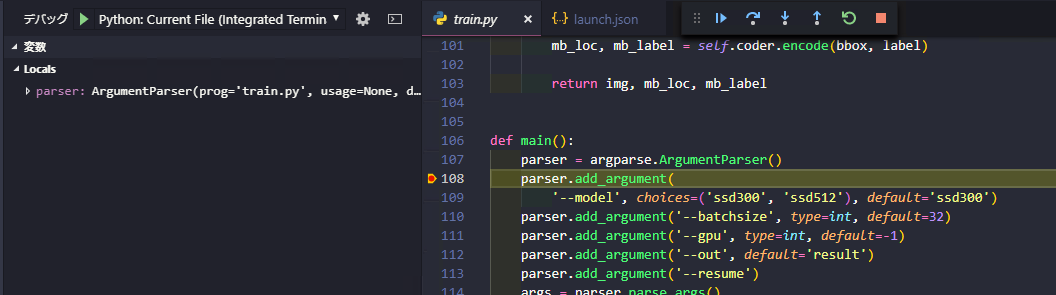 デバッグ Python: Current File (Integrated Termin
変数
Locals
parser: ArgumentParser(prog='train.py', usage=None, d…
train.py launch.json
101 mb_loc, mb_label = self.coder.encode(bbox, label)
102
103 return img, mb_loc, mb_label
104
105
106 def main():
107 parser = argparse.ArgumentParser()
108 parser.add_argument(
109 '--model', choices=('ssd300', 'ssd512'), default='ssd300')
110 parser.add_argument('--batchsize', type=int, default=32)
111 parser.add_argument('--gpu', type=int, default=-1)
112 parser.add_argument('--out', default='result')
113 parser.add_argument('--resume')
114 args = parser.parse_args()